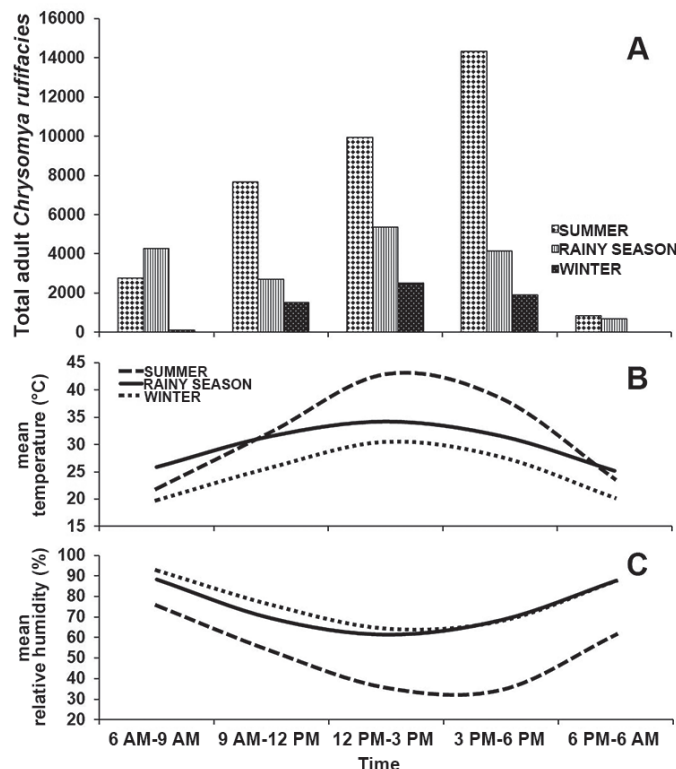 16000
14000
12000
10000
8000
6000
4000
2000
0
Total adult Chrysomya rufifacies
A
SUMMER
RAINY SEASON
WINTER
45
40
35
30
25
20
15
mean
temperature (°C)
SUMMER
RAINY SEASON
WINTER
B
100
90
80
70
60
50
40
30
20
mean
relative humidity (%)
C
6 AM-9 AM 9 AM-12 PM 12 PM-3 PM 3 PM-6 PM 6 PM-6 AM
Time